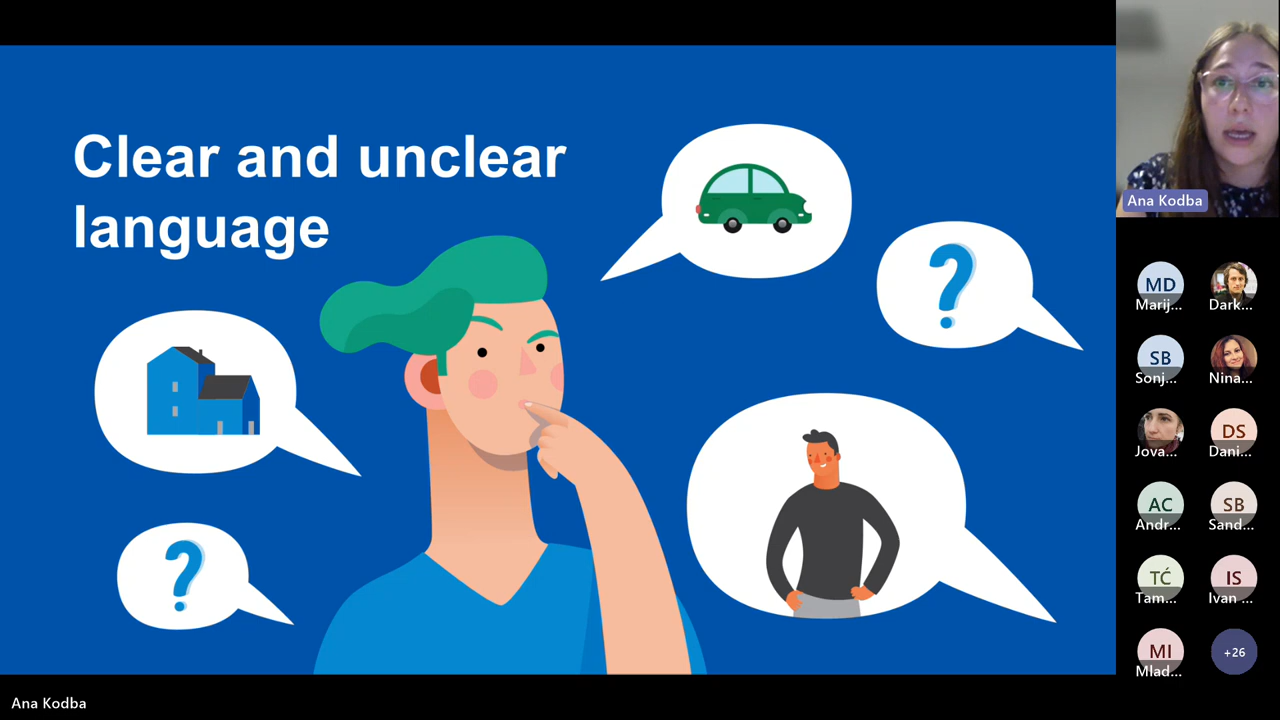 Clear and unclear
language
?
?
Ana Kodba
MD
Marij...
Dark...
SB
Sonj...
Nina...
Jova...
DS
Dani...
AC
Andr...
SB
Sand...
TĆ
Tam...
IS
Ivan ...
MI
Mlad...
+26
Ana Kodba